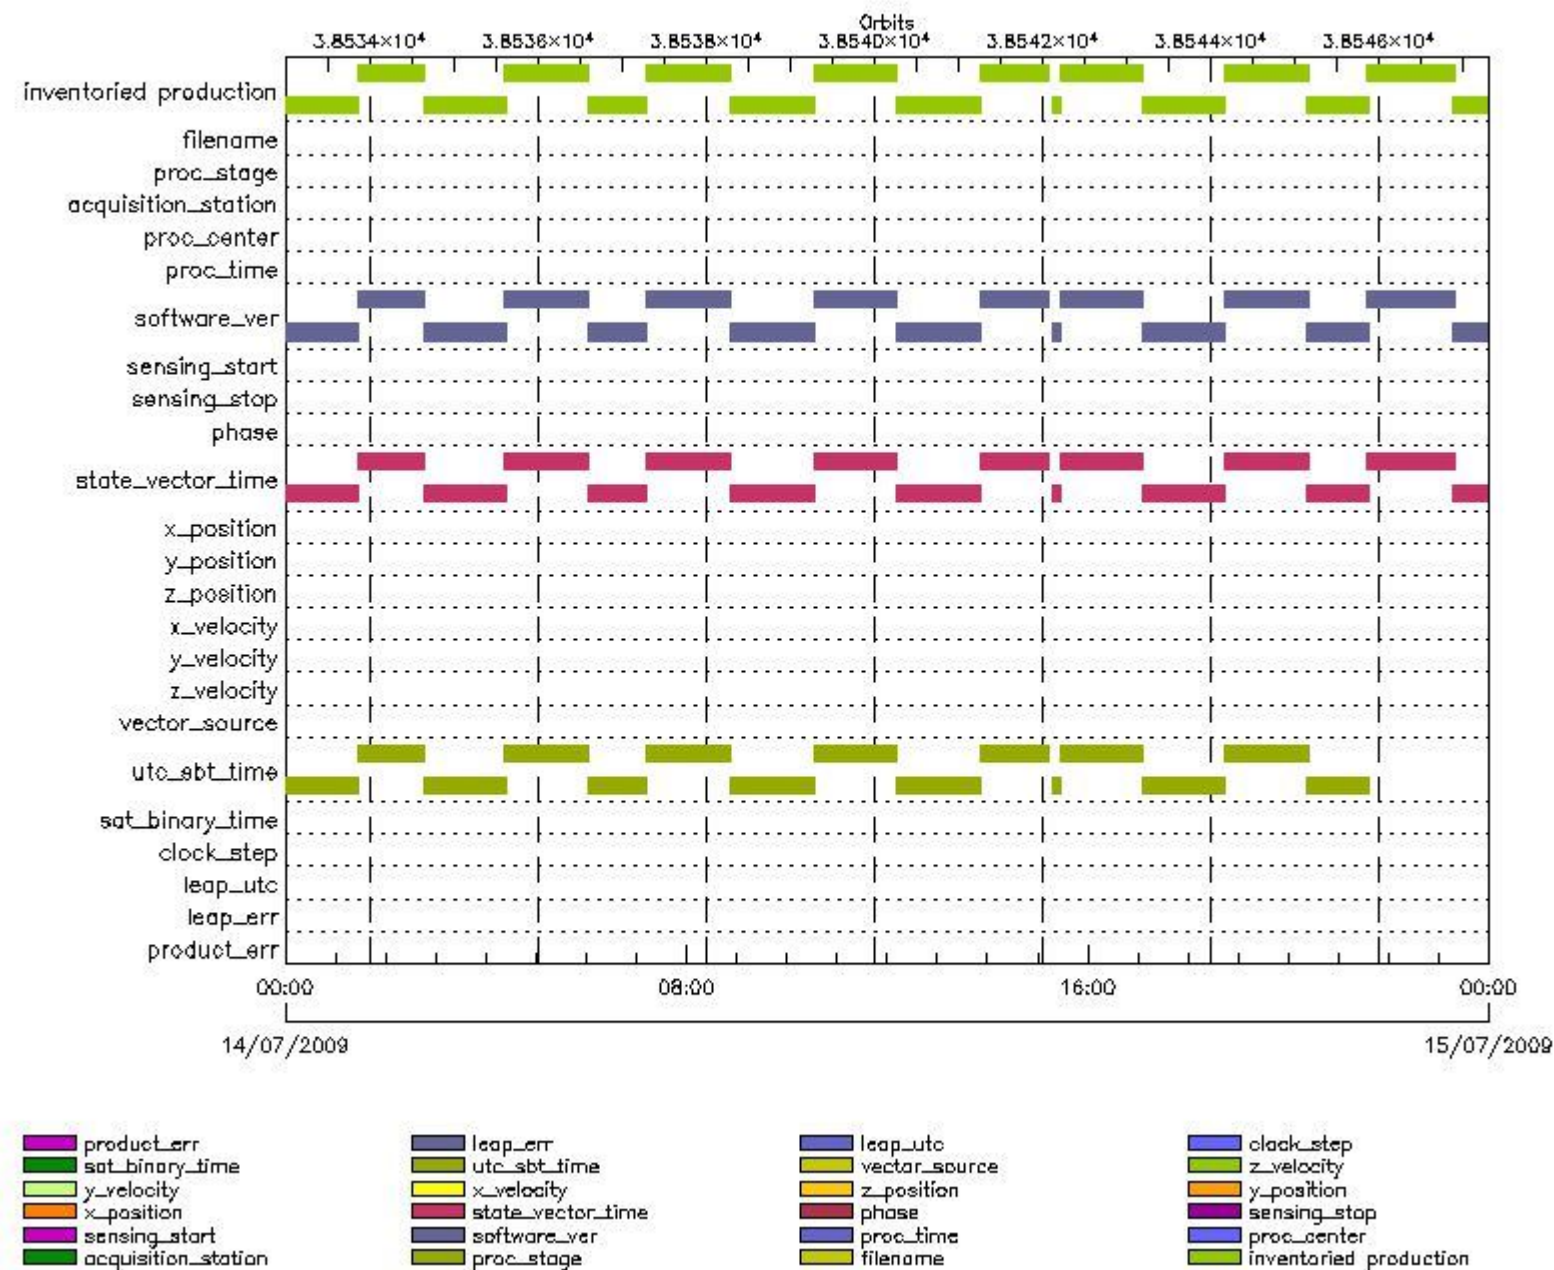 Orbits
3.8534×10⁴ 3.8536×10⁴ 3.8538×10⁴ 3.8540×10⁴ 3.8542×10⁴ 3.8544×10⁴ 3.8546×10⁴
inventoried production
filename
proc_stage
acquisition_station
proc_center
proc_time
software_ver
sensing_start
sensing_stop
phase
state_vector_time
x_position
y_position
z_position
x_velocity
y_velocity
z_velocity
vector_source
utc_sbt_time
sat_binary_time
clock_step
leap_utc
leap_err
product_err
00:00 08:00 16:00 00:00
14/07/2009 15/07/2009
product_err leap_err leap_utc clock_step
sat_binary_time utc_sbt_time vector_source z_velocity
y_velocity x_velocity z_position y_position
x_position state_vector_time phase sensing_stop
sensing_start software_ver proc_time proc_center
acquisition_station proc_stage filename inventoried production